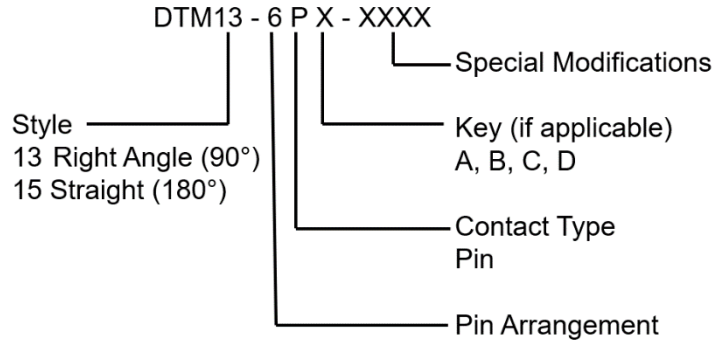 DTM13 - 6 P X - XXXX
Special Modifications
Style
13 Right Angle (90°)
15 Straight (180°)
Key (if applicable)
A, B, C, D
Contact Type
Pin
Pin Arrangement